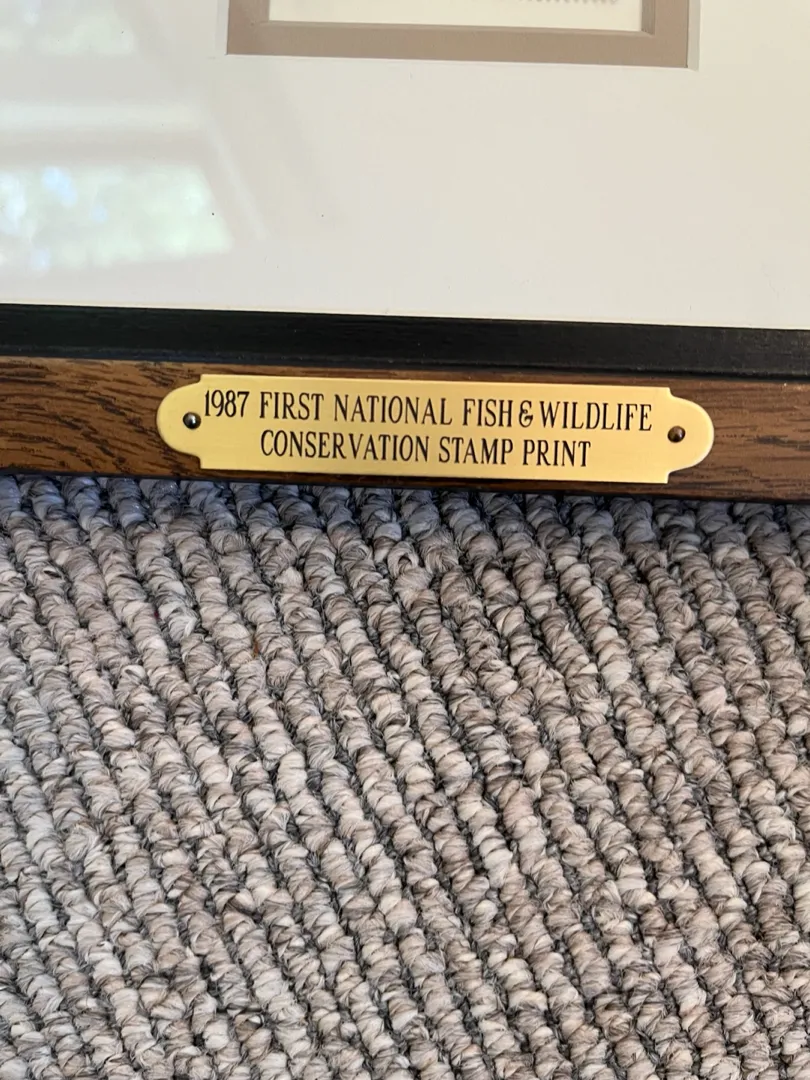 1987 FIRST NATIONAL FISH & WILDLIFE
CONSERVATION STAMP PRINT